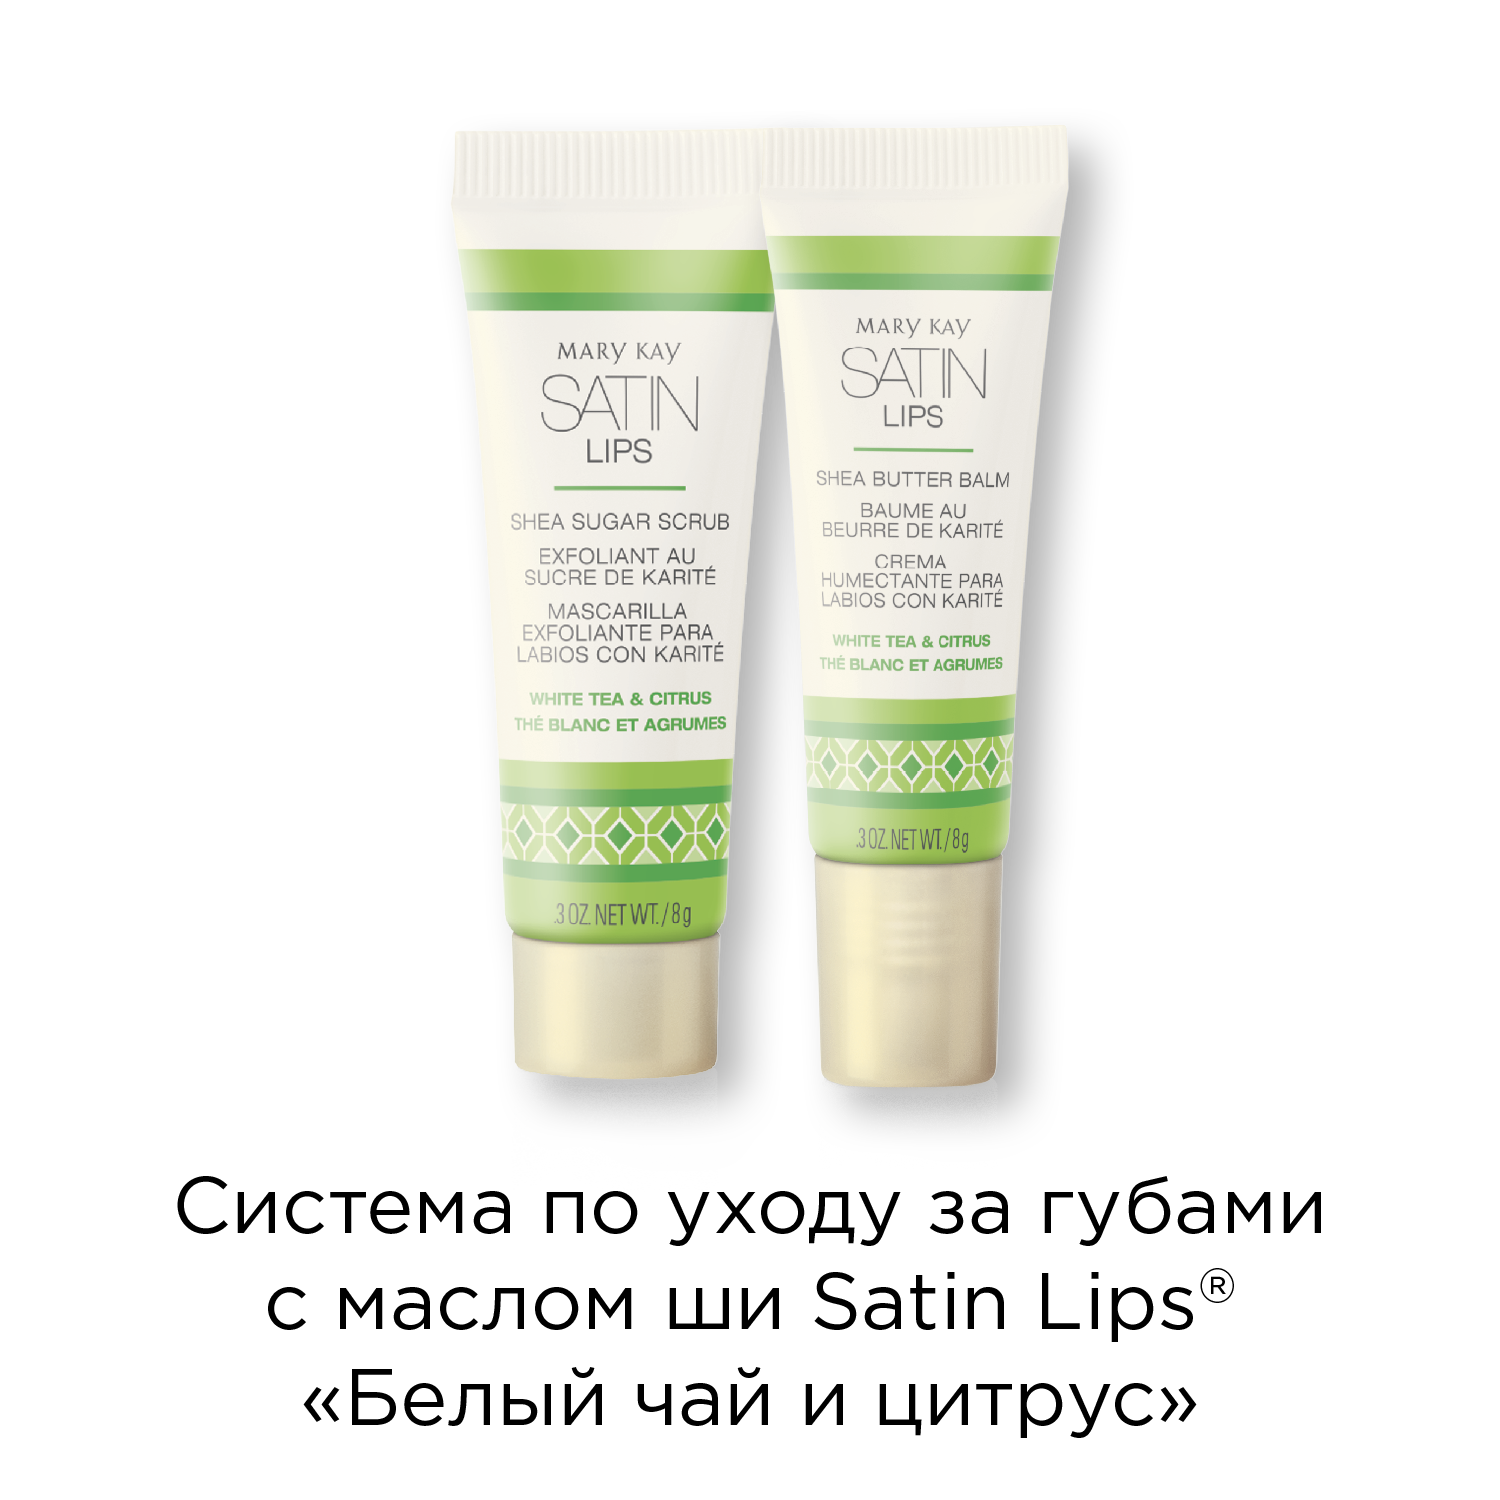 MARY KAY
SATIN
LIPS
SHEA SUGAR SCRUB
EXFOLIANT AU
SUCRE DE KARITÉ
MASCARILLA
EXFOLIANTE PARA
LABIOS CON KARITÉ
WHITE TEA & CITRUS
THÉ BLANC ET AGRUMES
.3 OZ. NET WT. / 8 g
MARY KAY
SATIN
LIPS
SHEA BUTTER BALM
BAUME AU
BEURRE DE KARITÉ
CREMA
HUMECTANTE PARA
LABIOS CON KARITÉ
WHITE TEA & CITRUS
THÉ BLANC ET AGRUMES
.3 OZ. NET WT. / 8 g
Система по уходу за губами
с маслом ши Satin Lips®
«Белый чай и цитрус»